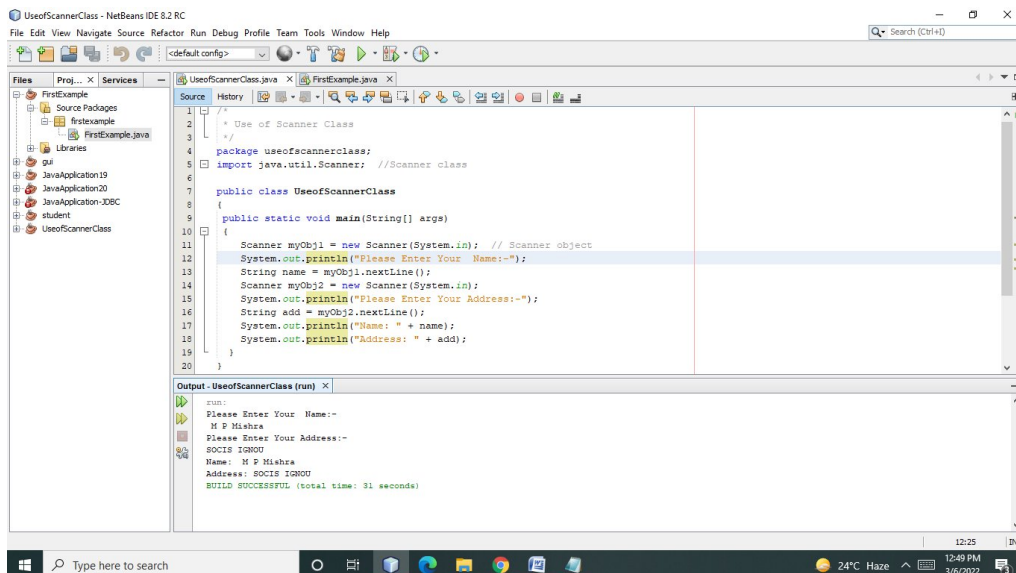 UseofScannerClass - NetBeans IDE 8.2 RC
File Edit View Navigate Source Refactor Run Debug Profile Team Tools Window Help
Search (Ctrl+I)
<default config>
Files Proj... X Services
UseofScannerClass.java X FirstExample.java X
Source History
FirstExample
Source Packages
firstexample
FirstExample.java
Libraries
gui
JavaApplication19
JavaApplication20
JavaApplication-JDBC
student
UseofScannerClass
1 /*
2 * Use of Scanner Class
3 */
4 package useofscannerclass;
5 import java.util.Scanner; //Scanner class
6
7 public class UseofScannerClass
8 {
9 public static void main(String[] args)
10 {
11 Scanner myObj1 = new Scanner(System.in); // Scanner object
12 System.out.println("Please Enter Your  Name:-");
13 String name = myObj1.nextLine();
14 Scanner myObj2 = new Scanner(System.in);
15 System.out.println("Please Enter Your Address:-");
16 String add = myObj2.nextLine();
17 System.out.println("Name: " + name);
18 System.out.println("Address: " + add);
19 }
20 }
Output - UseofScannerClass (run) X
run:
Please Enter Your  Name:-
M P Mishra
Please Enter Your Address:-
SOCIS IGNOU
Name:  M P Mishra
Address: SOCIS IGNOU
BUILD SUCCESSFUL (total time: 31 seconds)
12:25
Type here to search
24°C Haze
12:49 PM
3/6/2022